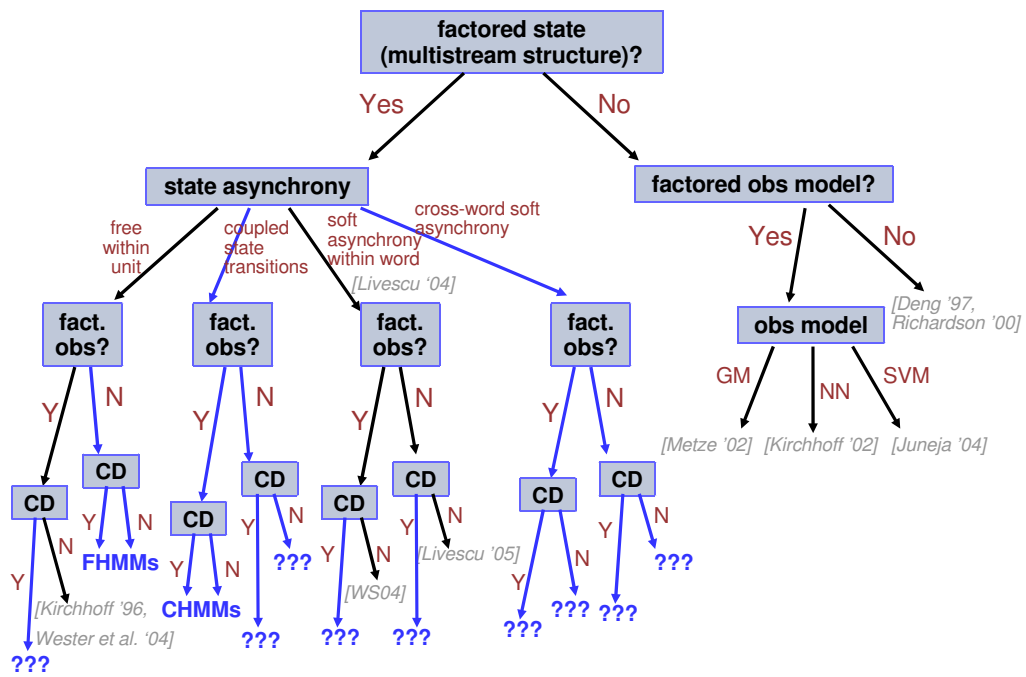 factored state
(multistream structure)?
Yes
No
state asynchrony
factored obs model?
free
within
unit
coupled
state
transitions
soft
asynchrony
within word
cross-word soft
asynchrony
[Livescu ‘04]
Yes
No
[Deng ’97,
Richardson ’00]
fact.
obs?
fact.
obs?
fact.
obs?
fact.
obs?
obs model
GM
NN
SVM
[Metze ’02]
[Kirchhoff ’02]
[Juneja ‘04]
Y
N
Y
N
Y
N
Y
N
CD
CD
CD
CD
CD
CD
CD
CD
Y
N
Y
N
Y
N
Y
N
Y
N
Y
N
Y
N
Y
N
FHMMs
???
[Livescu ‘05]
???
[WS04]
[Kirchhoff ’96,
Wester et al. ‘04]
CHMMs
???
???
???
???
???
???
???